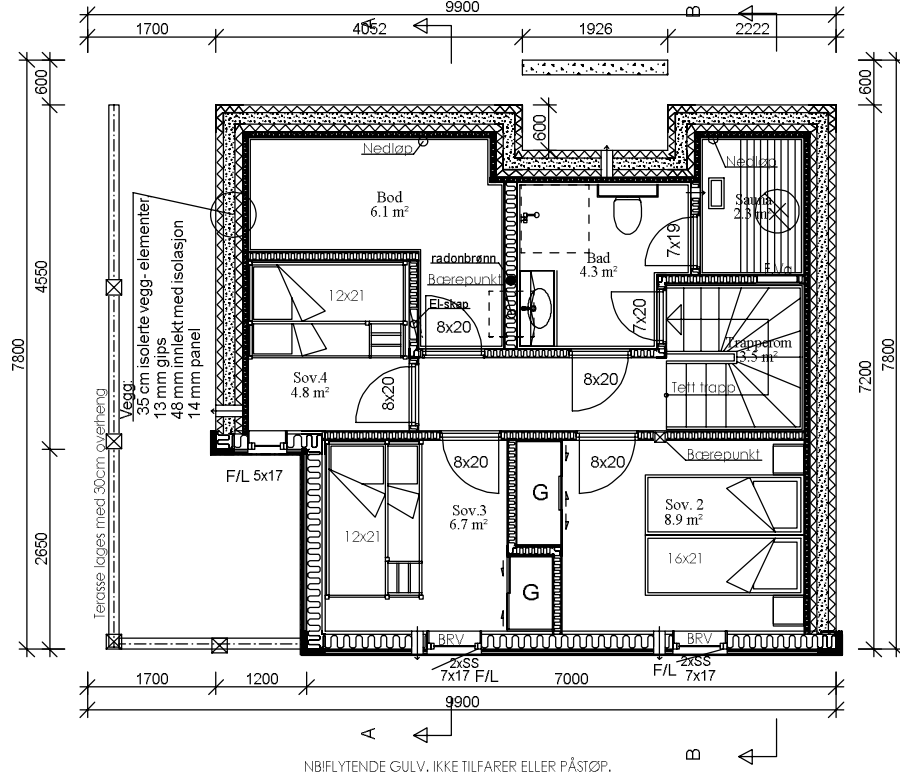 9900
B
A
1700
4052
1926
2222
600
600
600
Nedløp
Nedløp
Bod
6.1 m²
Sauna
2.3 m²
7x19
Bad
4.3 m²
radonbrønn
Bærepunkt
El-skap
12x21
8x20
7x20
Trapperom
3.5 m²
Tett trapp
Sov.4
4.8 m²
8x20
8x20
4550
7800
2650
7200
7800
Vegg:
35 cm isolerte vegg- elementer
13 mm gips
48 mm innlekt med isolasjon
14 mm panel
Terasse lages med 30cm overheng
F/L 5x17
8x20
8x20
Bærepunkt
G
Sov.3
6.7 m²
Sov. 2
8.9 m²
12x21
16x21
G
BRV
BRV
2xSS
7x17
F/L
F/L
2xSS
7x17
1700
1200
7000
9900
A
B
NB!FLYTENDE GULV. IKKE TILFARER ELLER PÅSTØP.